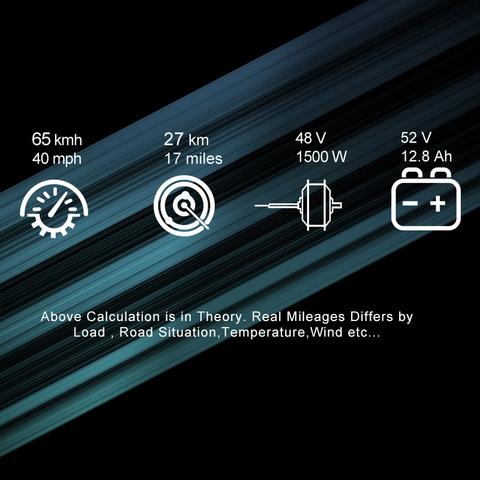 65 kmh
40 mph
27 km
17 miles
48 V
1500 W
52 V
12.8 Ah
Above Calculation is in Theory. Real Mileages Differs by
Load , Road Situation,Temperature,Wind etc...